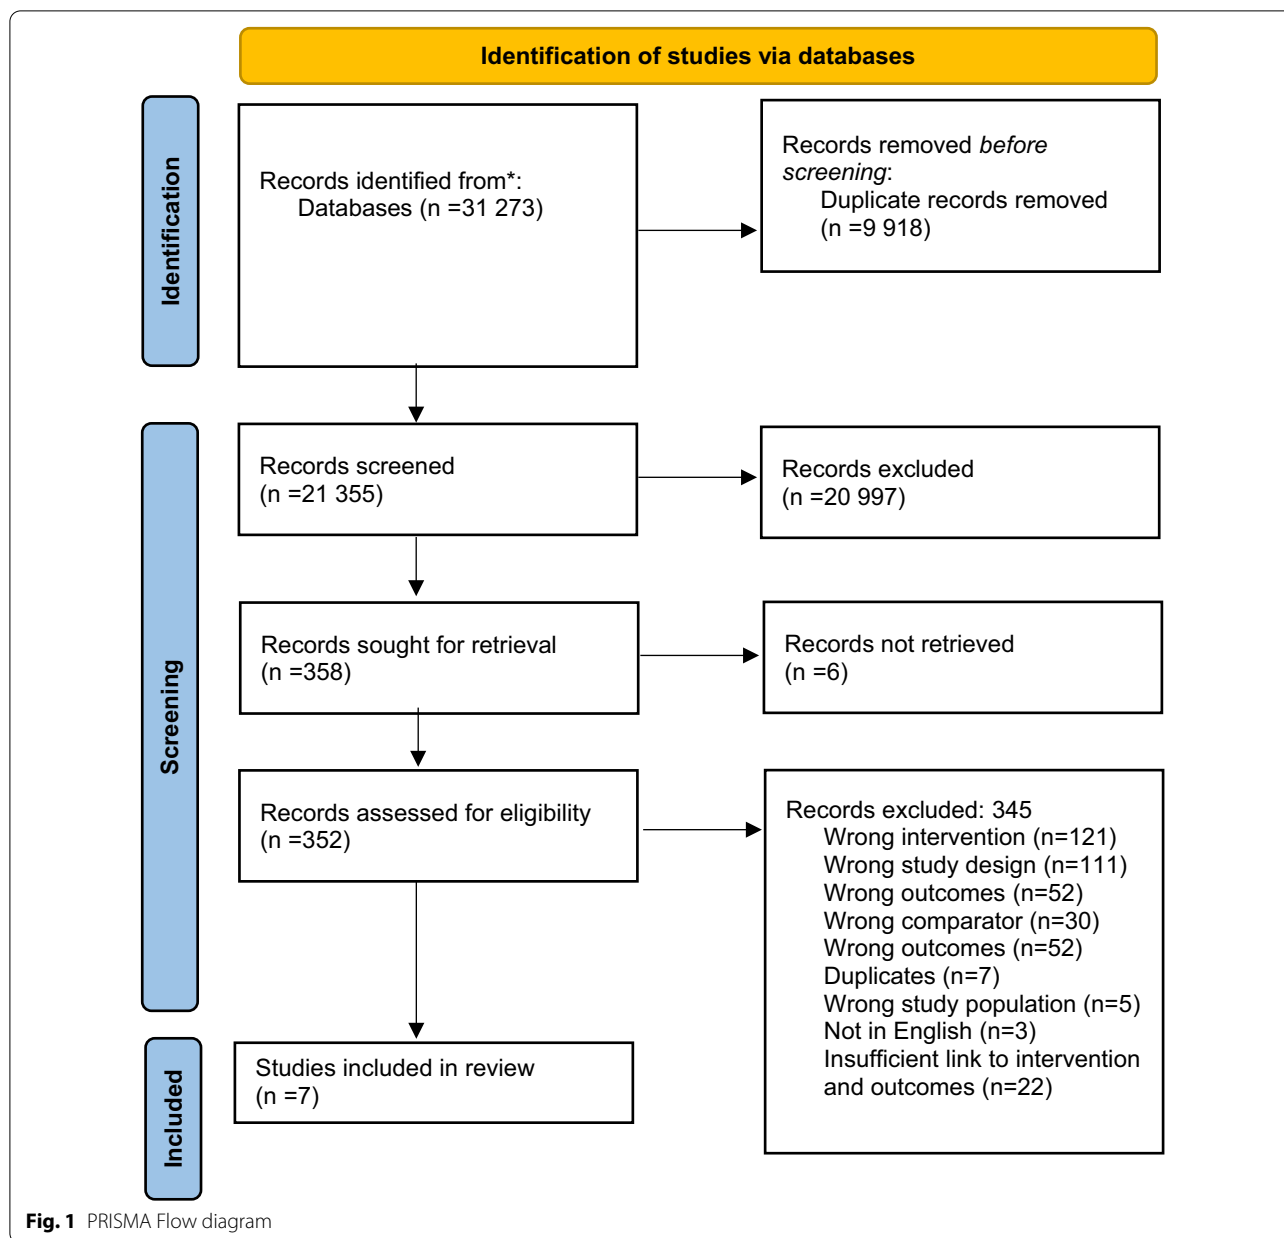 Identification of studies via databases
Identification
Records identified from*:
Databases (n =31 273)
Records removed before
screening:
Duplicate records removed
(n =9 918)
Screening
Records screened
(n =21 355)
Records excluded
(n =20 997)
Records sought for retrieval
(n =358)
Records not retrieved
(n =6)
Records assessed for eligibility
(n =352)
Records excluded: 345
Wrong intervention (n=121)
Wrong study design (n=111)
Wrong outcomes (n=52)
Wrong comparator (n=30)
Wrong outcomes (n=52)
Duplicates (n=7)
Wrong study population (n=5)
Not in English (n=3)
Insufficient link to intervention
and outcomes (n=22)
Included
Studies included in review
(n =7)
Fig. 1 PRISMA Flow diagram